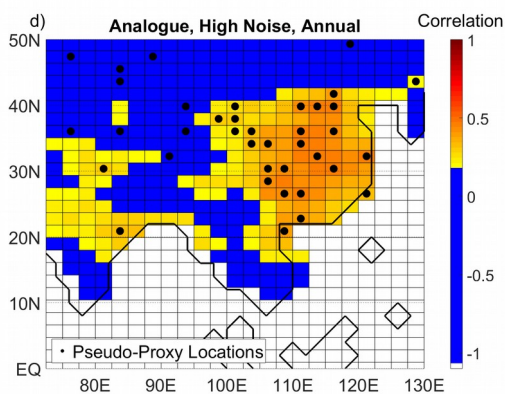 d)
Analogue, High Noise, Annual
Correlation
50N
40N
30N
20N
10N
EQ
80E 90E 100E 110E 120E 130E
1
0.5
0
-0.5
-1
• Pseudo-Proxy Locations